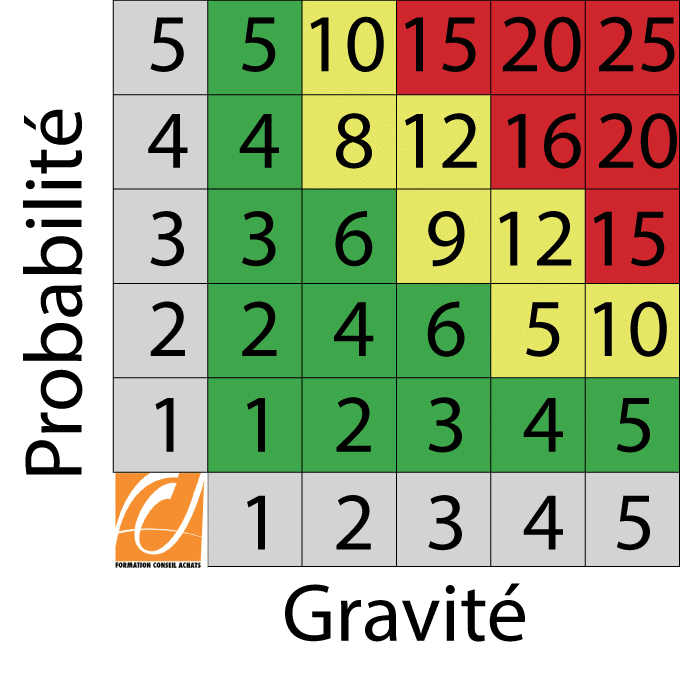 Probabilité
5 5 10 15 20 25
4 4 8 12 16 20
3 3 6 9 12 15
2 2 4 6 5 10
1 1 2 3 4 5
1 2 3 4 5
FORMATION CONSEIL ACHATS
Gravité